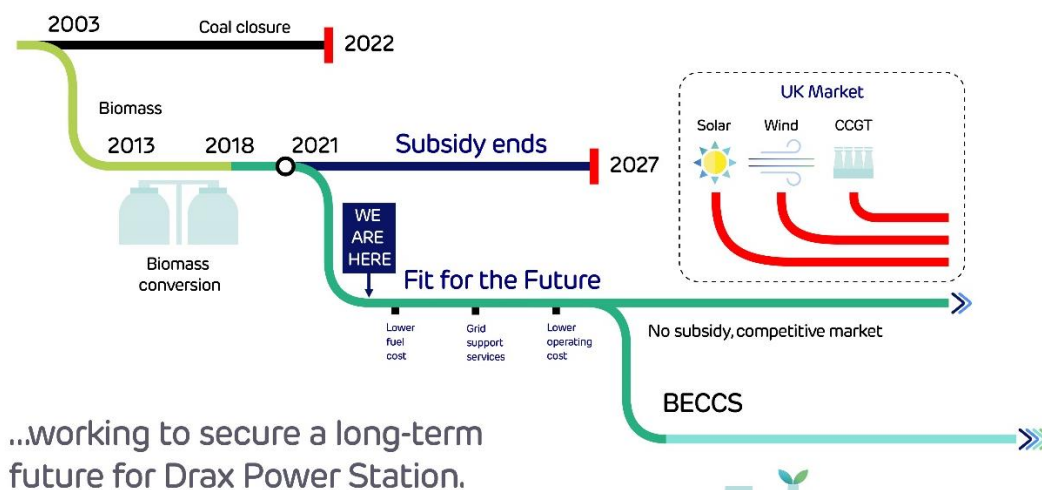 2003
Coal closure
2022
Biomass
2013
2018
2021
Subsidy ends
2027
UK Market
Solar
Wind
CCGT
Biomass
conversion
WE
ARE
HERE
Fit for the Future
Lower
fuel
cost
Grid
support
services
Lower
operating
cost
No subsidy, competitive market
BECCS
...working to secure a long-term
future for Drax Power Station.